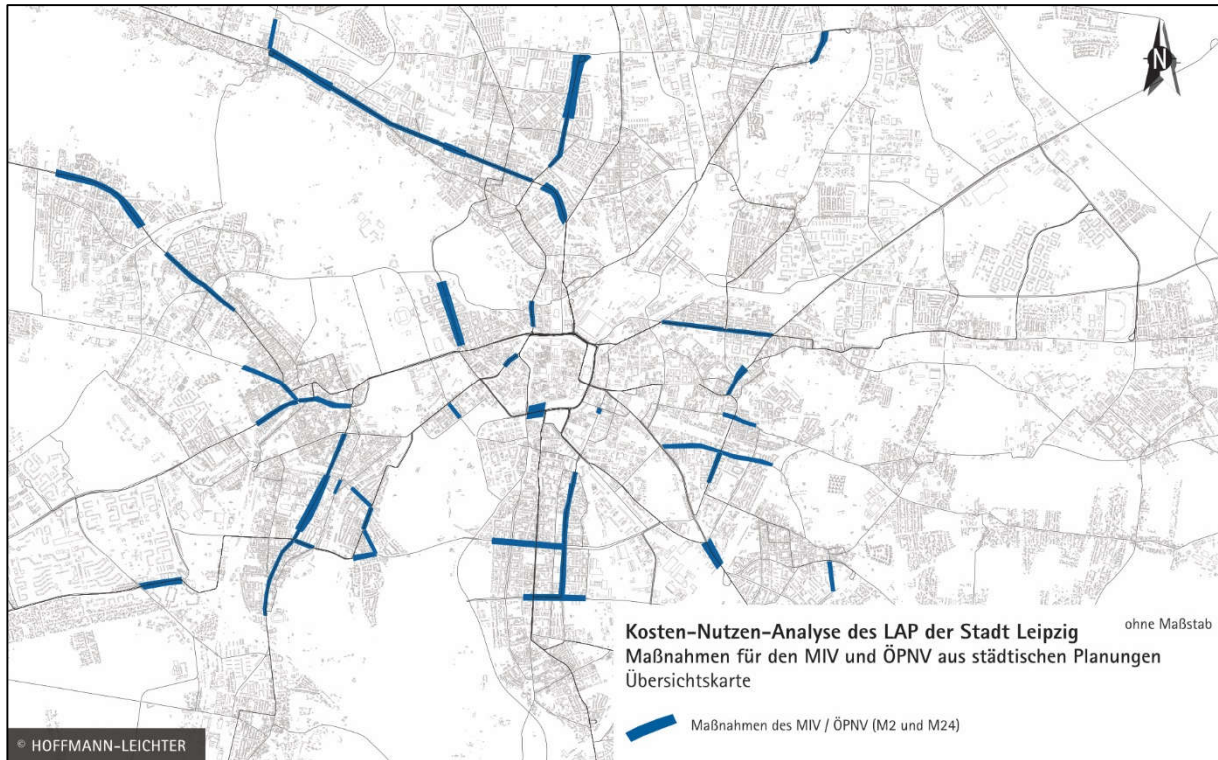 N
Kosten-Nutzen-Analyse des LAP der Stadt Leipzig
ohne Maßstab
Maßnahmen für den MIV und ÖPNV aus städtischen Planungen
Übersichtskarte
Maßnahmen des MIV / ÖPNV (M2 und M24)
© HOFFMANN-LEICHTER